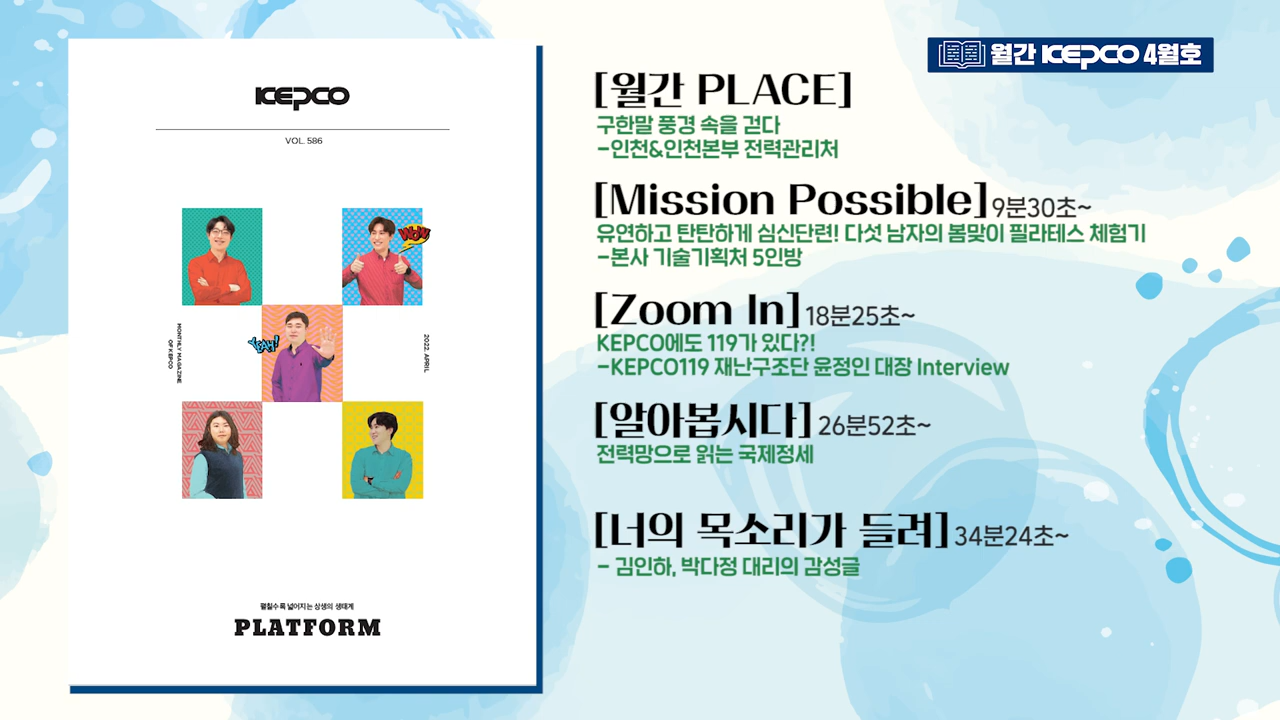 월간 KEPCO 4월호
KEPCO
VOL. 586
WOW
YEAH!
MONTHLY MAGAZINE
OF KEPCO
2022. APRIL
펼칠수록 넓어지는 상생의 생태계
PLATFORM
[월간 PLACE]
구한말 풍경 속을 걷다
-인천&인천본부 전력관리처
[Mission Possible] 9분30초~
유연하고 탄탄하게 심신단련! 다섯 남자의 봄맞이 필라테스 체험기
-본사 기술기획처 5인방
[Zoom In] 18분25초~
KEPCO에도 119가 있다?!
-KEPCO119 재난구조단 윤정인 대장 Interview
[알아봅시다] 26분52초~
전력망으로 읽는 국제정세
[너의 목소리가 들려] 34분24초~
- 김인하, 박다정 대리의 감성글